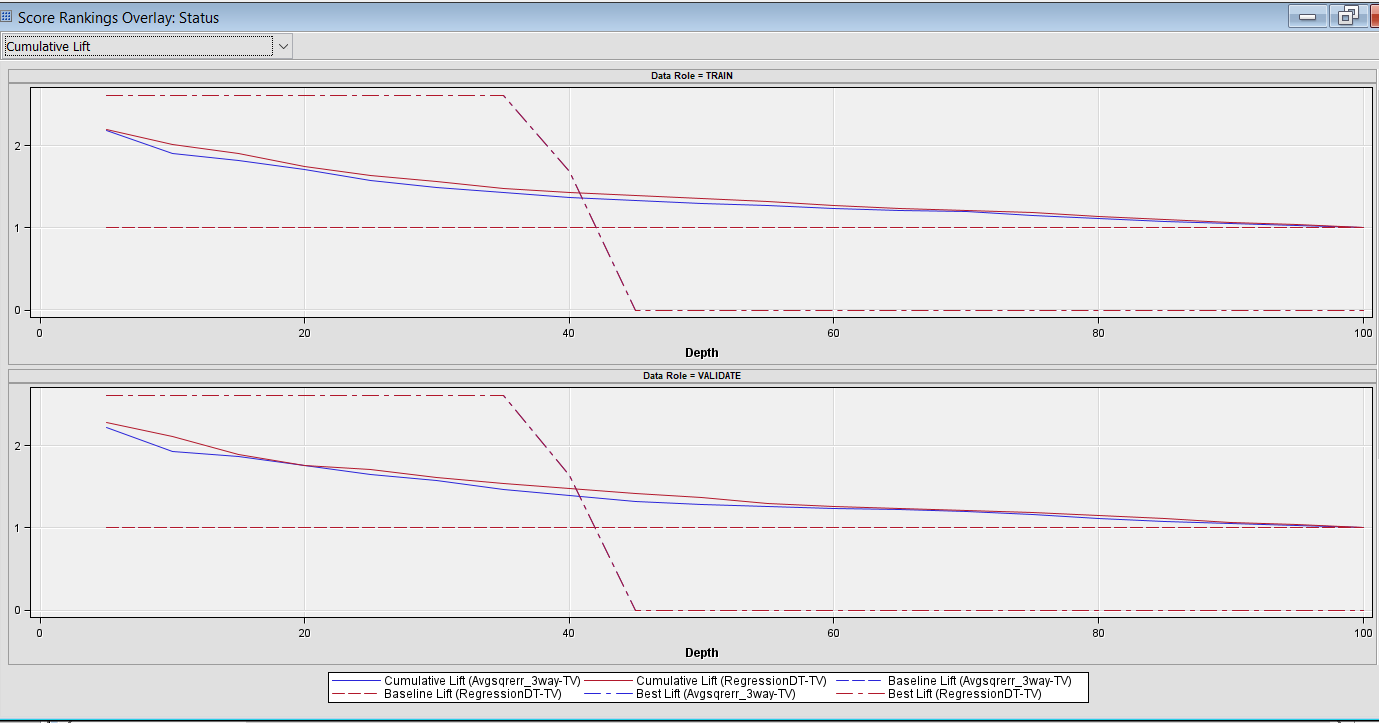 Score Rankings Overlay: Status
Cumulative Lift
Data Role = TRAIN
2
1
0
0 20 40 60 80 100
Depth
Data Role = VALIDATE
2
1
0
0 20 40 60 80 100
Depth
Cumulative Lift (Avgsqrerr_3way-TV) Cumulative Lift (RegressionDT-TV) Baseline Lift (Avgsqrerr_3way-TV)
Baseline Lift (RegressionDT-TV) Best Lift (Avgsqrerr_3way-TV) Best Lift (RegressionDT-TV)